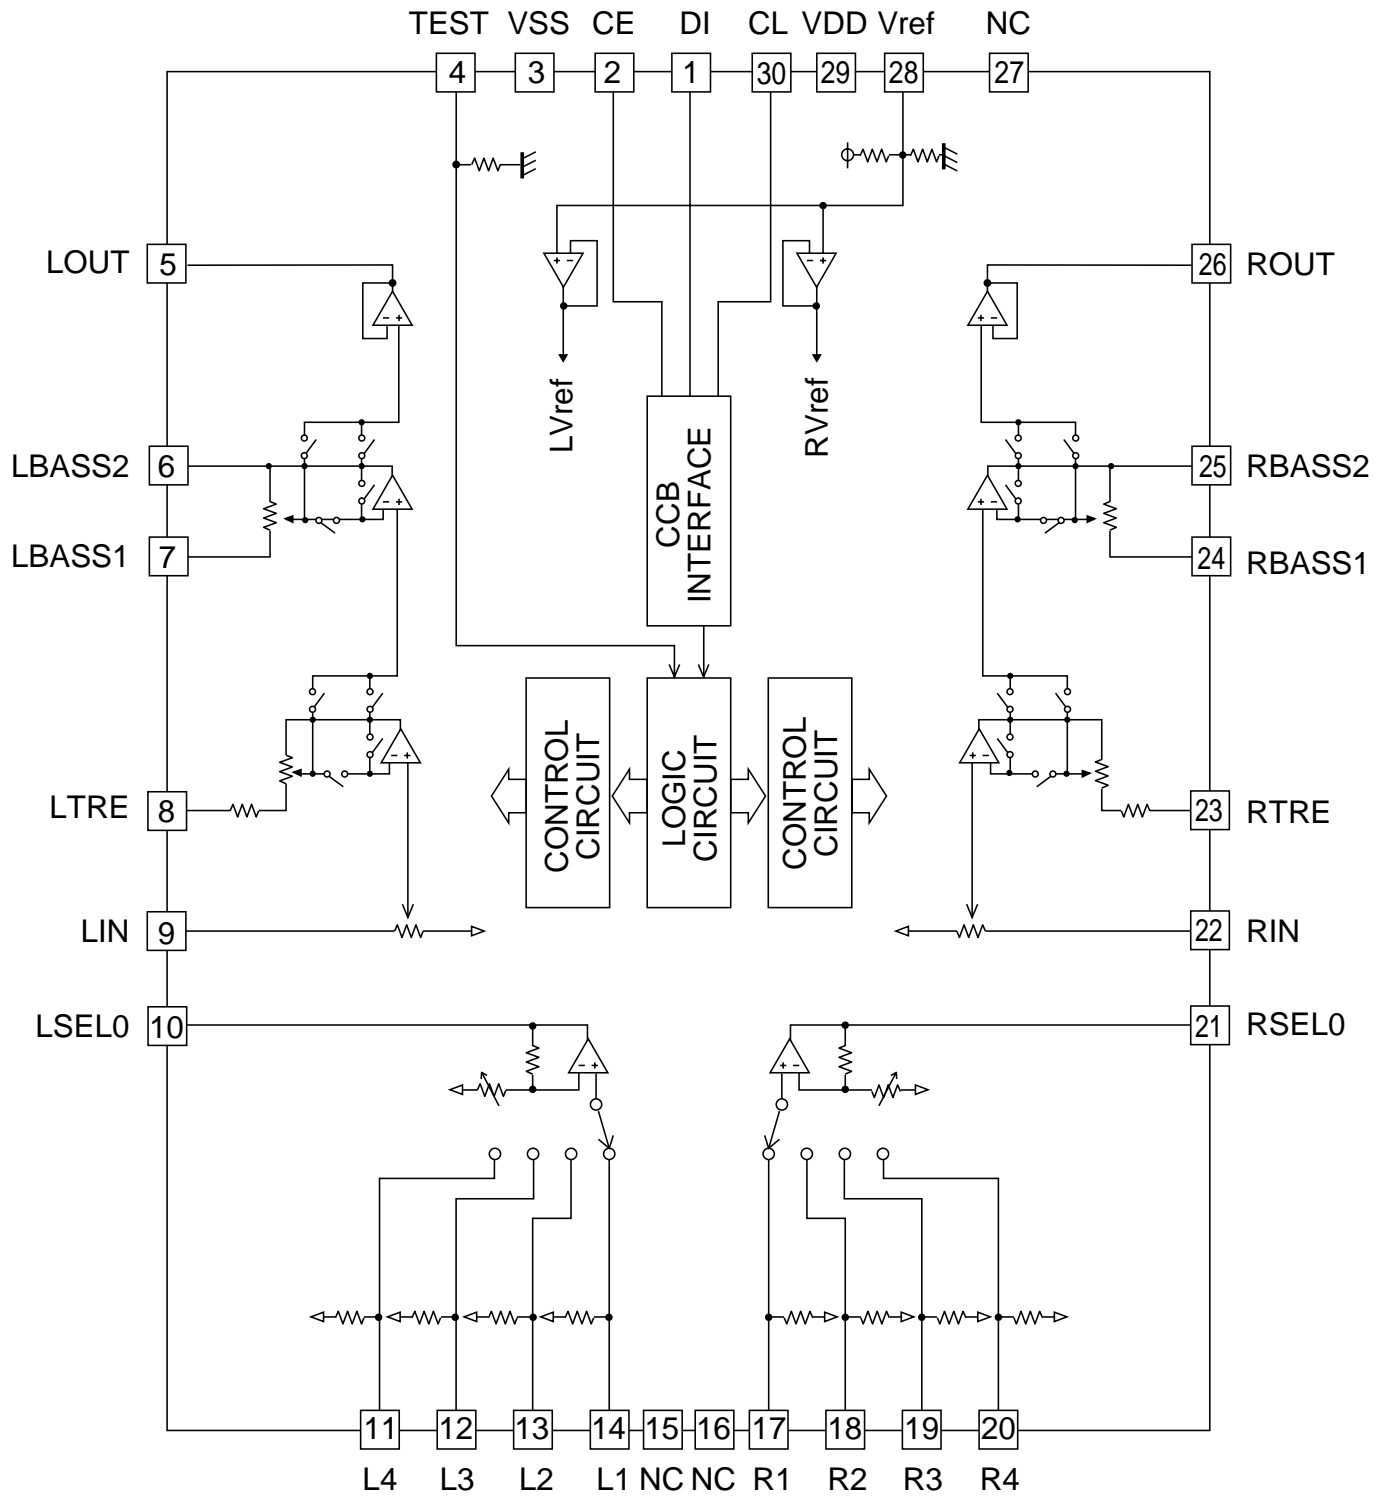 TEST VSS CE DI CL VDD Vref NC
4 3 2 1 30 29 28 27
LOUT 5
26 ROUT
- +
+ -
- +
+ -
LVref
RVref
LBASS2 6
25 RBASS2
- +
+ -
LBASS1 7
24 RBASS1
CCB
INTERFACE
- +
+ -
LTRE 8
23 RTRE
CONTROL
CIRCUIT
LOGIC
CIRCUIT
CONTROL
CIRCUIT
LIN 9
22 RIN
LSEL0 10
21 RSEL0
- +
+ -
11 12 13 14 15 16 17 18 19 20
L4 L3 L2 L1 NC NC R1 R2 R3 R4